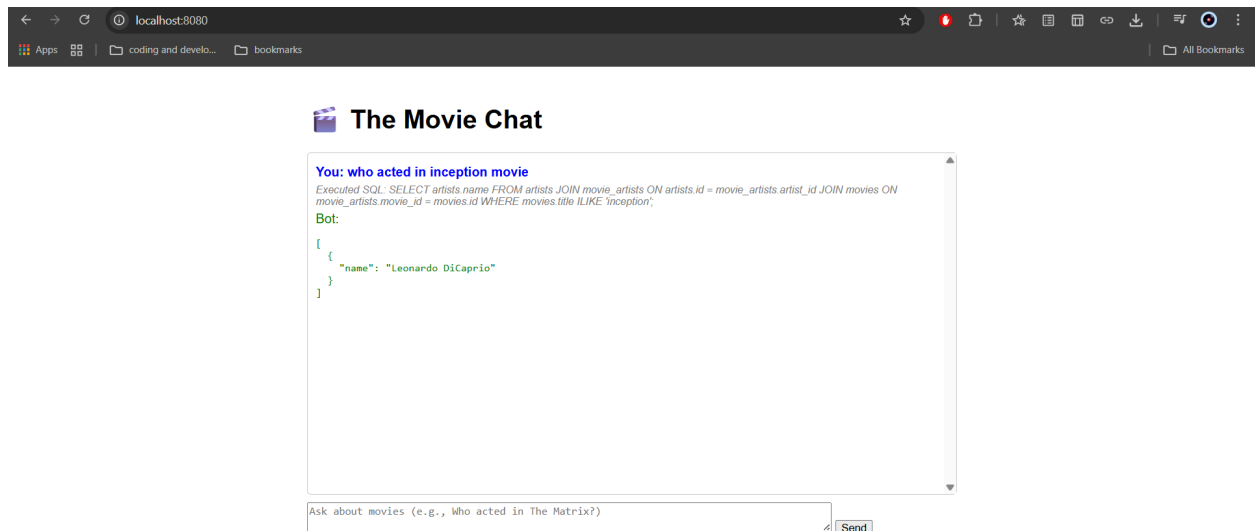 localhost:8080
Apps
coding and develo...
bookmarks
All Bookmarks
The Movie Chat
You: who acted in inception movie
Executed SQL: SELECT artists.name FROM artists JOIN movie_artists ON artists.id = movie_artists.artist_id JOIN movies ON
movie_artists.movie_id = movies.id WHERE movies.title ILIKE 'inception';
Bot:
[
{
"name": "Leonardo DiCaprio"
}
]
Ask about movies (e.g., Who acted in The Matrix?)
Send